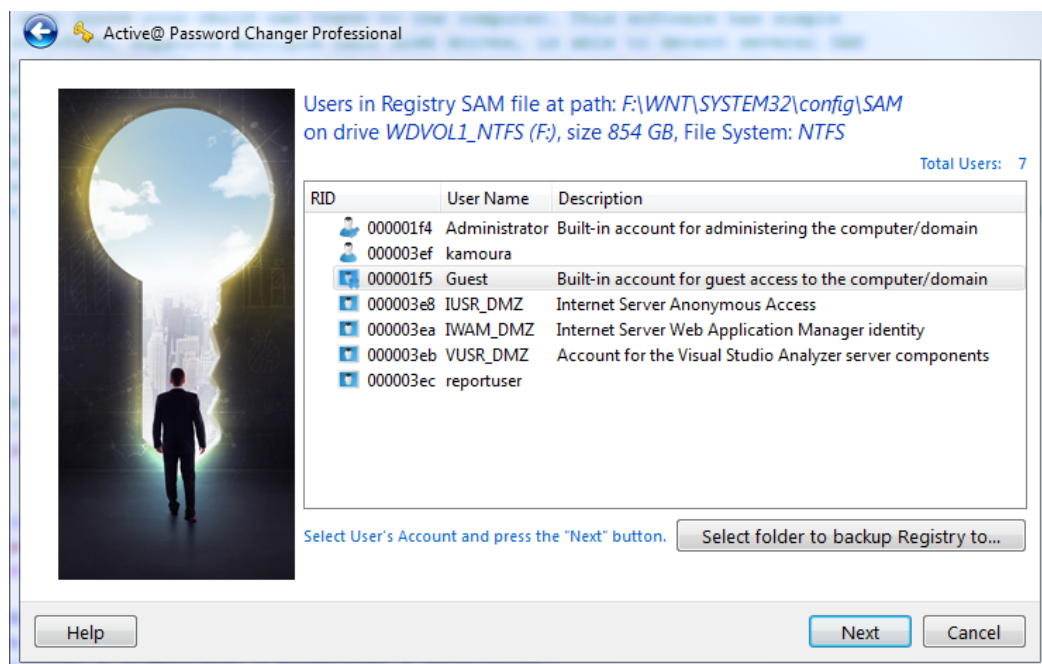 Active@ Password Changer Professional
Users in Registry SAM file at path: F:\WNT\SYSTEM32\config\SAM
on drive WDVOL1_NTFS (F:), size 854 GB, File System: NTFS
Total Users: 7
RID User Name Description
000001f4 Administrator Built-in account for administering the computer/domain
000003ef kamoura
000001f5 Guest Built-in account for guest access to the computer/domain
000003e8 IUSR_DMZ Internet Server Anonymous Access
000003ea IWAM_DMZ Internet Server Web Application Manager identity
000003eb VUSR_DMZ Account for the Visual Studio Analyzer server components
000003ec reportuser
Select User's Account and press the "Next" button. Select folder to backup Registry to...
Help Next Cancel